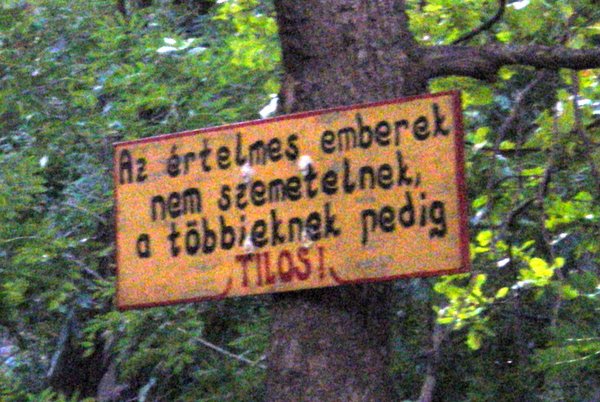 Az értelmes emberek
nem szemetelnek,
a többieknek pedig
TILOS!